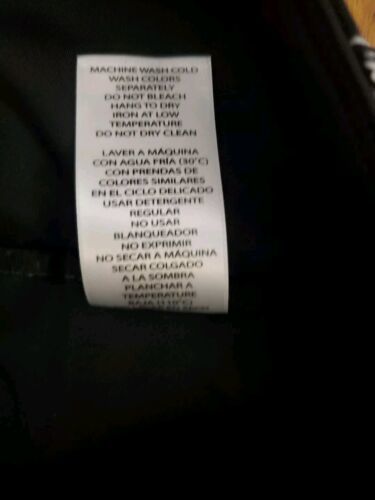 MACHINE WASH COLD
WASH COLORS
SEPARATELY
DO NOT BLEACH
HANG TO DRY
IRON AT LOW
TEMPERATURE
DO NOT DRY CLEAN
LAVER A MÁQUINA
CON AGUA FRÍA (30°C)
CON PRENDAS DE
COLORES SIMILARES
EN EL CICLO DELICADO
USAR DETERGENTE
REGULAR
NO USAR
BLANQUEADOR
NO EXPRIMIR
NO SECAR A MÁQUINA
SECAR COLGADO
A LA SOMBRA
PLANCHAR A
TEMPERATURE
BAJA (110°C)